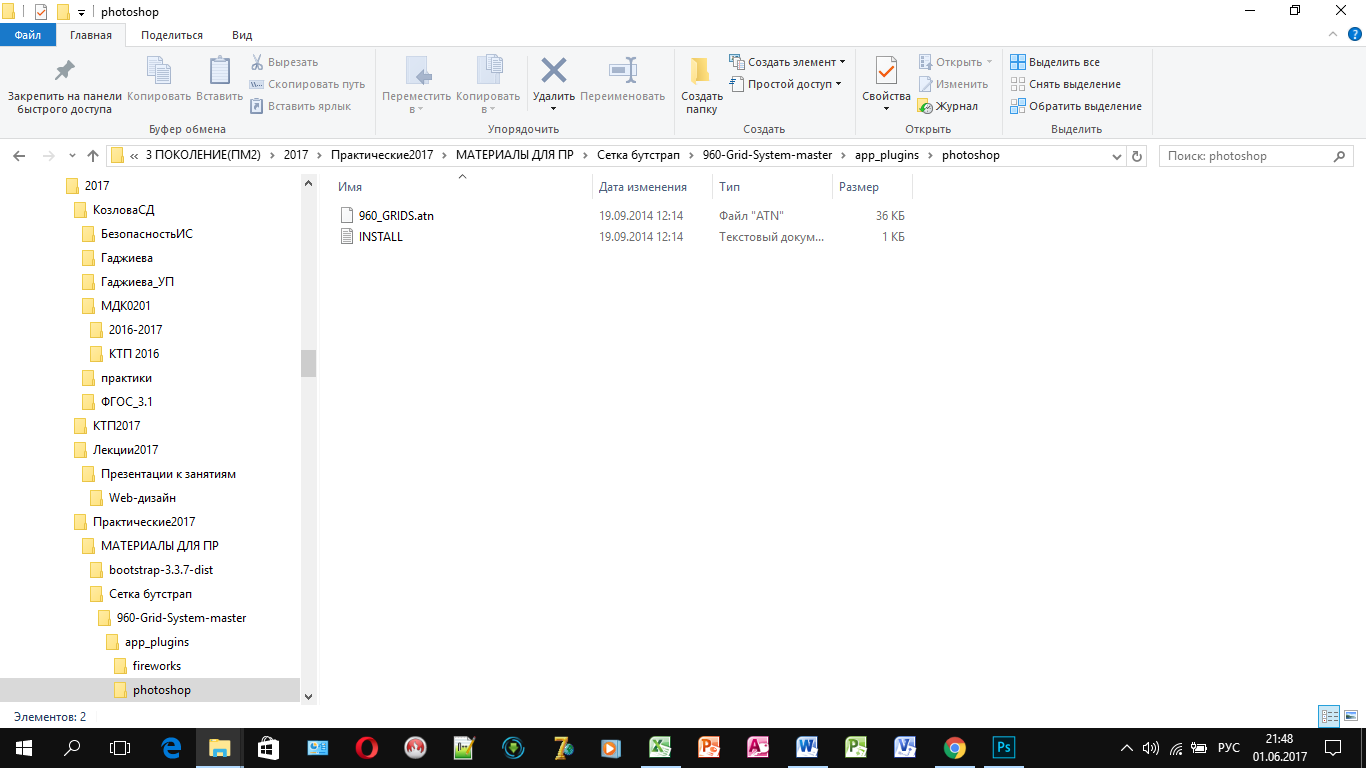 photoshop
Файл
Главная
Поделиться
Вид
Закрепить на панели
быстрого доступа
Копировать
Вставить
Вырезать
Скопировать путь
Вставить ярлык
Буфер обмена
Переместить
в
Копировать
в
Удалить
Переименовать
Упорядочить
Создать
папку
Создать элемент
Простой доступ
Создать
Свойства
Открыть
Изменить
Журнал
Открыть
Выделить все
Снять выделение
Обратить выделение
Выделить
« 3 ПОКОЛЕНИЕ(ПМ2) > 2017 > Практические2017 > МАТЕРИАЛЫ ДЛЯ ПР > Сетка бутстрап > 960-Grid-System-master > app_plugins > photoshop
Поиск: photoshop
2017
КозловаСД
БезопасностьИС
Гаджиева
Гаджиева_УП
МДК0201
2016-2017
КТП 2016
практики
ФГОС_3.1
КТП2017
Лекции2017
Презентации к занятиям
Web-дизайн
Практические2017
МАТЕРИАЛЫ ДЛЯ ПР
bootstrap-3.3.7-dist
Сетка бутстрап
960-Grid-System-master
app_plugins
fireworks
photoshop
Имя Дата изменения Тип Размер
960_GRIDS.atn 19.09.2014 12:14 Файл "ATN" 36 КБ
INSTALL 19.09.2014 12:14 Текстовый докум... 1 КБ
Элементов: 2
РУС
21:48
01.06.2017